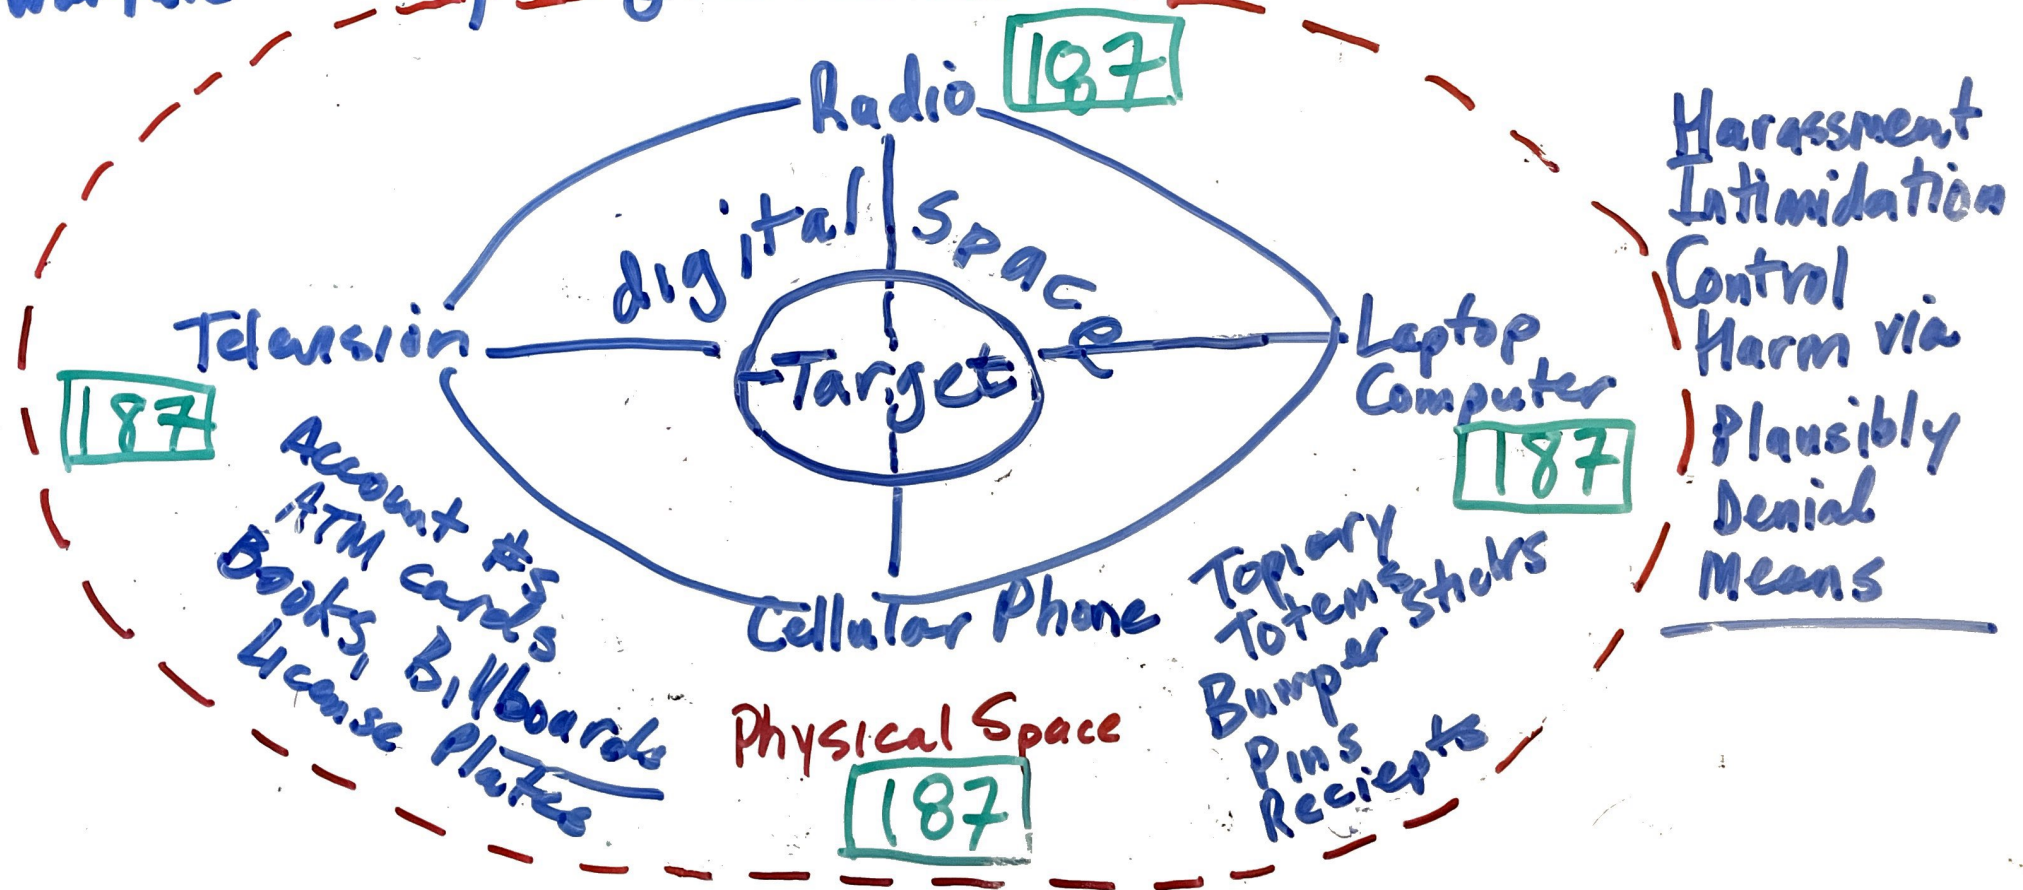 Radio
187
digital space
Television
Target
Laptop
Computer
187
187
Account #s
ATM cards
Books, Billboards
License Plates
Cellular Phone
Topiary
Totems
Bumper stickrs
Pins
Reciepts
Physical Space
187
Harassment
Intimidation
Control
Harm via
Plausibly
Denial
Means